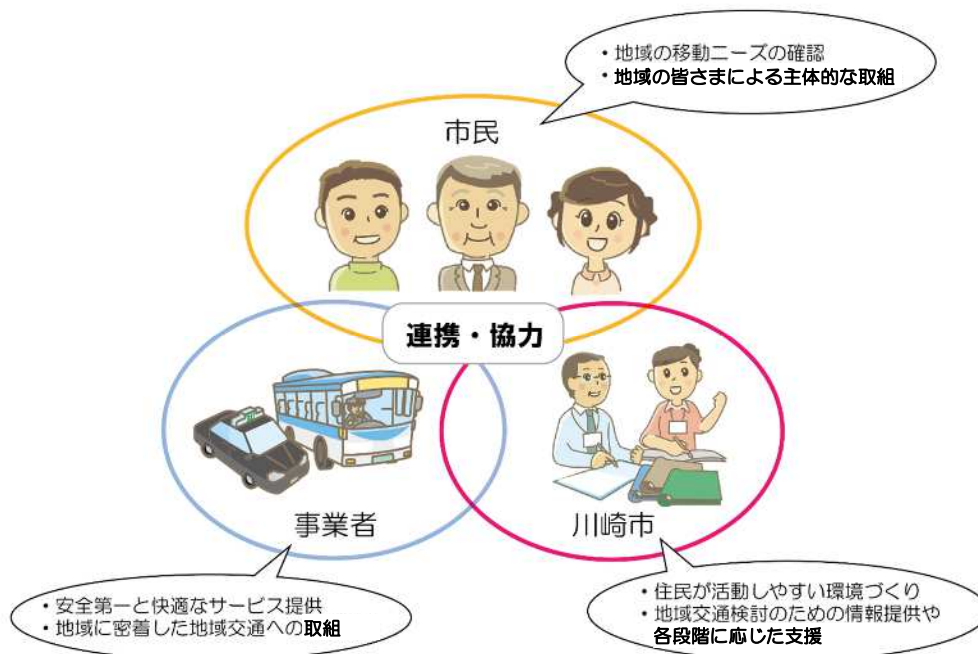 ・地域の移動ニーズの確認
・地域の皆さまによる主体的な取組
市民
連携・協力
事業者
川崎市
・安全第一と快適なサービス提供
・地域に密着した地域交通への取組
・住民が活動しやすい環境づくり
・地域交通検討のための情報提供や
各段階に応じた支援